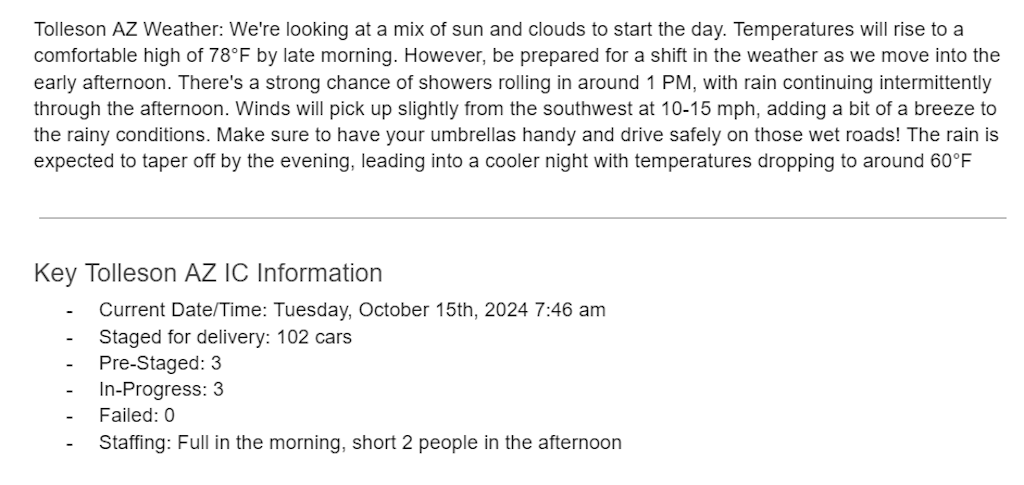 Tolleson AZ Weather: We're looking at a mix of sun and clouds to start the day. Temperatures will rise to a
comfortable high of 78°F by late morning. However, be prepared for a shift in the weather as we move into the
early afternoon. There's a strong chance of showers rolling in around 1 PM, with rain continuing intermittently
through the afternoon. Winds will pick up slightly from the southwest at 10-15 mph, adding a bit of a breeze to
the rainy conditions. Make sure to have your umbrellas handy and drive safely on those wet roads! The rain is
expected to taper off by the evening, leading into a cooler night with temperatures dropping to around 60°F
Key Tolleson AZ IC Information
- Current Date/Time: Tuesday, October 15th, 2024 7:46 am
- Staged for delivery: 102 cars
- Pre-Staged: 3
- In-Progress: 3
- Failed: 0
- Staffing: Full in the morning, short 2 people in the afternoon